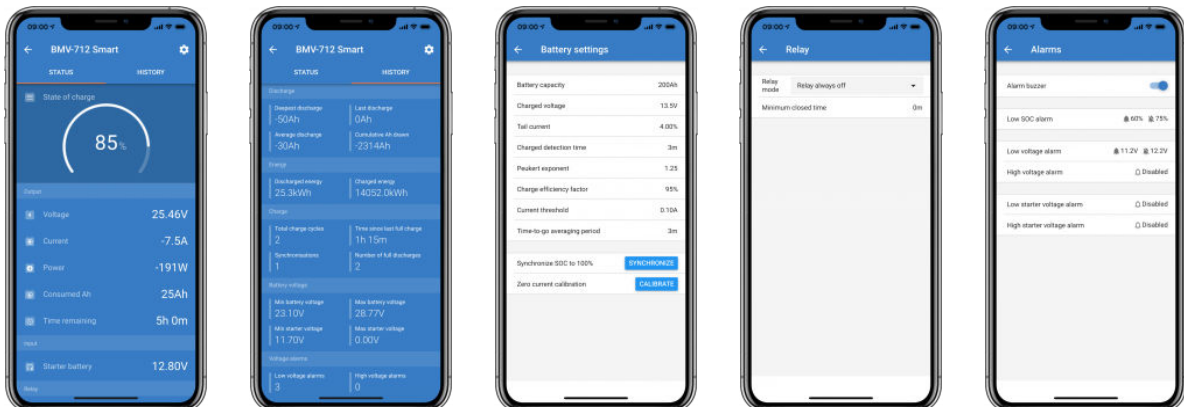 09:00
BMV-712 Smart
STATUS HISTORY
State of charge
85%
Output
Voltage 25.46V
Current -7.5A
Power -191W
Consumed Ah 25Ah
Time remaining 5h 0m
Input
Starter battery 12.80V
Relay
09:00
BMV-712 Smart
STATUS HISTORY
Discharge
Deepest discharge Last discharge
-50Ah 0Ah
Average discharge Cumulative Ah drawn
-30Ah -2314Ah
Energy
Discharged energy Charged energy
25.3kWh 14052.0kWh
Charge
Total charge cycles Time since last full charge
2 1h 15m
Synchronisations Number of full discharges
1 2
Battery voltage
Min battery voltage Max battery voltage
23.10V 28.77V
Min starter voltage Max starter voltage
11.70V 0.00V
Voltage alarms
Low voltage alarms High voltage alarms
3 0
09:00
Battery settings
Battery capacity 200Ah
Charged voltage 13.5V
Tail current 4.00%
Charged detection time 3m
Peukert exponent 1.25
Charge efficiency factor 95%
Current threshold 0.10A
Time-to-go averaging period 3m
Synchronize SOC to 100% SYNCHRONIZE
Zero current calibration CALIBRATE
09:00
Relay
Relay mode Relay always off
Minimum closed time 0m
09:00
Alarms
Alarm buzzer
Low SOC alarm 60% 75%
Low voltage alarm 11.2V 12.2V
High voltage alarm Disabled
Low starter voltage alarm Disabled
High starter voltage alarm Disabled